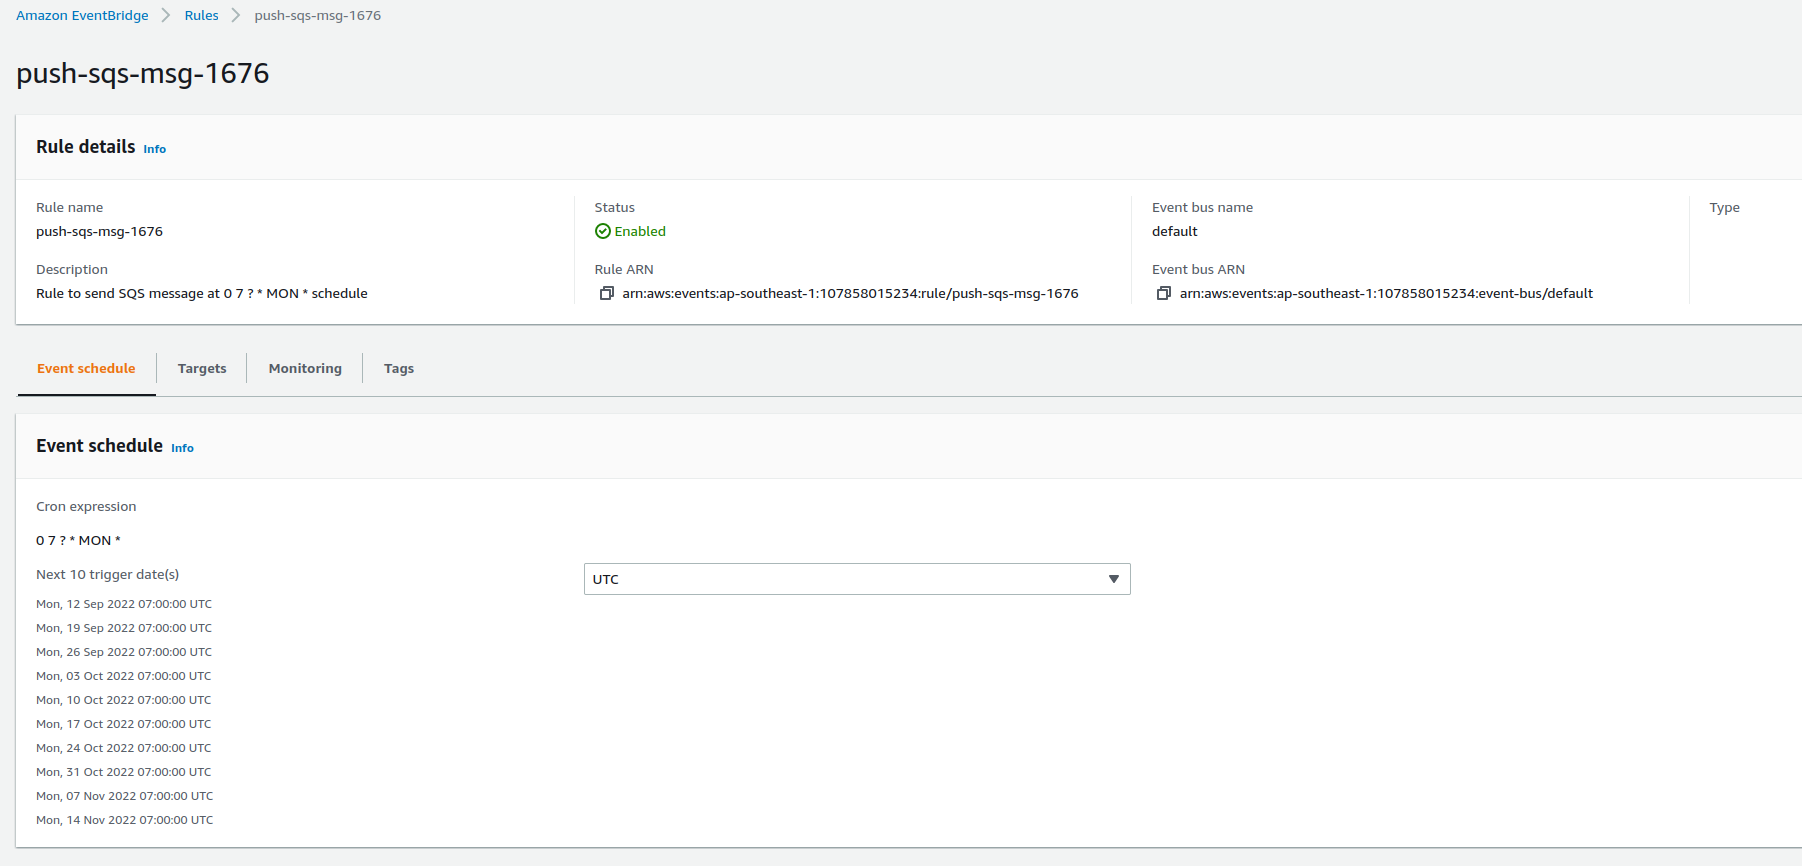 Amazon EventBridge > Rules > push-sqs-msg-1676
push-sqs-msg-1676
Rule details Info
Rule name
push-sqs-msg-1676
Description
Rule to send SQS message at 0 7 ? * MON * schedule
Status
Enabled
Rule ARN
arn:aws:events:ap-southeast-1:107858015234:rule/push-sqs-msg-1676
Event bus name
default
Event bus ARN
arn:aws:events:ap-southeast-1:107858015234:event-bus/default
Type
Event schedule Targets Monitoring Tags
Event schedule Info
Cron expression
0 7 ? * MON *
Next 10 trigger date(s)
UTC
Mon, 12 Sep 2022 07:00:00 UTC
Mon, 19 Sep 2022 07:00:00 UTC
Mon, 26 Sep 2022 07:00:00 UTC
Mon, 03 Oct 2022 07:00:00 UTC
Mon, 10 Oct 2022 07:00:00 UTC
Mon, 17 Oct 2022 07:00:00 UTC
Mon, 24 Oct 2022 07:00:00 UTC
Mon, 31 Oct 2022 07:00:00 UTC
Mon, 07 Nov 2022 07:00:00 UTC
Mon, 14 Nov 2022 07:00:00 UTC